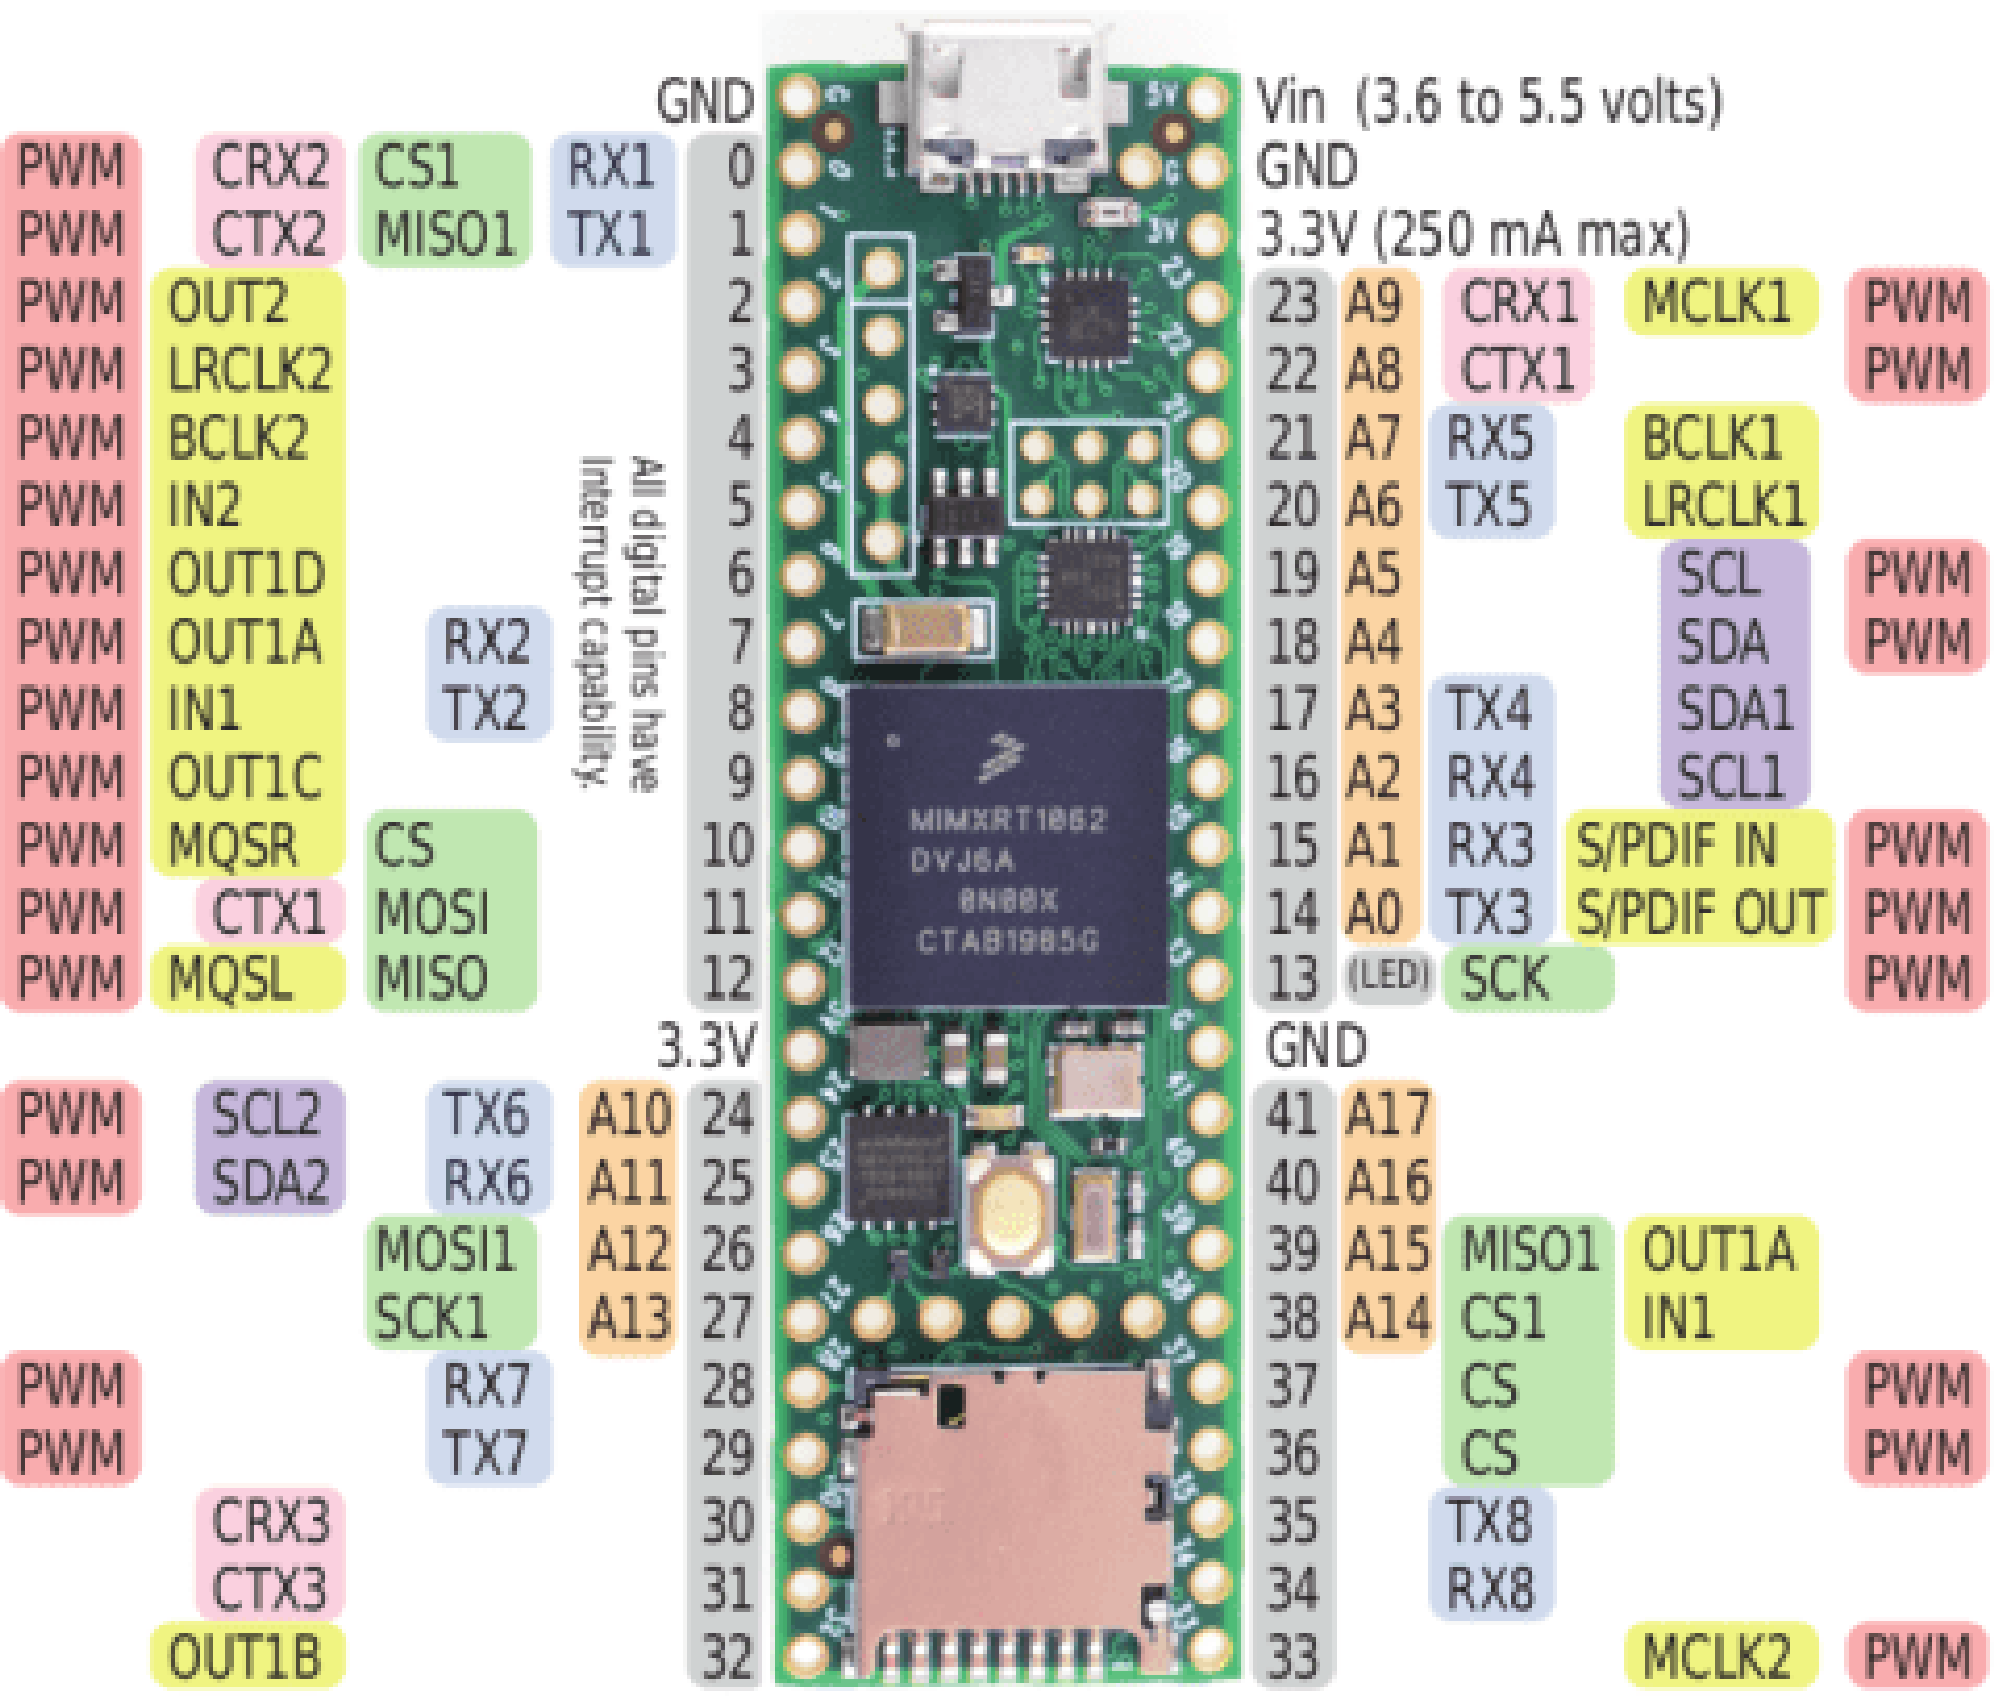 GND Vin (3.6 to 5.5 volts)
PWM CRX2 CS1 RX1 0 GND
PWM CTX2 MISO1 TX1 1 3.3V (250 mA max)
PWM OUT2 2 23 A9 CRX1 MCLK1 PWM
PWM LRCLK2 3 22 A8 CTX1 PWM
PWM BCLK2 4 21 A7 RX5 BCLK1
PWM IN2 5 20 A6 TX5 LRCLK1
PWM OUT1D 6 19 A5 SCL PWM
PWM OUT1A RX2 7 18 A4 SDA PWM
PWM IN1 TX2 8 17 A3 TX4 SDA1
PWM OUT1C 9 16 A2 RX4 SCL1
PWM MQSR CS 10 15 A1 RX3 S/PDIF IN PWM
PWM CTX1 MOSI 11 14 A0 TX3 S/PDIF OUT PWM
PWM MQSL MISO 12 13 (LED) SCK PWM
3.3V GND
PWM SCL2 TX6 A10 24 41 A17
PWM SDA2 RX6 A11 25 40 A16
MOSI1 A12 26 39 A15 MISO1 OUT1A
SCK1 A13 27 38 A14 CS1 IN1
PWM RX7 28 37 CS PWM
PWM TX7 29 36 CS PWM
CRX3 30 35 TX8
CTX3 31 34 RX8
OUT1B 32 33 MCLK2 PWM
All digital pins have
Interrupt capability.
MIMXRT1062
DVJ6A
0N00X